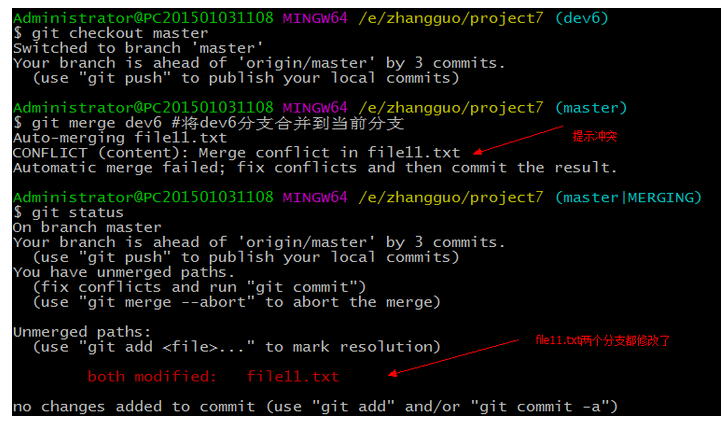 Administrator@PC201501031108 MINGW64 /e/zhangguo/project7 (dev6)
$ git checkout master
Switched to branch 'master'
Your branch is ahead of 'origin/master' by 3 commits.
  (use "git push" to publish your local commits)

Administrator@PC201501031108 MINGW64 /e/zhangguo/project7 (master)
$ git merge dev6 #将dev6分支合并到当前分支
提示冲突
Auto-merging file11.txt
CONFLICT (content): Merge conflict in file11.txt
Automatic merge failed; fix conflicts and then commit the result.

Administrator@PC201501031108 MINGW64 /e/zhangguo/project7 (master|MERGING)
$ git status
On branch master
Your branch is ahead of 'origin/master' by 3 commits.
  (use "git push" to publish your local commits)
You have unmerged paths.
  (fix conflicts and run "git commit")
  (use "git merge --abort" to abort the merge)

Unmerged paths:
  (use "git add <file>..." to mark resolution)
file11.txt两个分支都修改了

        both modified:   file11.txt

no changes added to commit (use "git add" and/or "git commit -a")